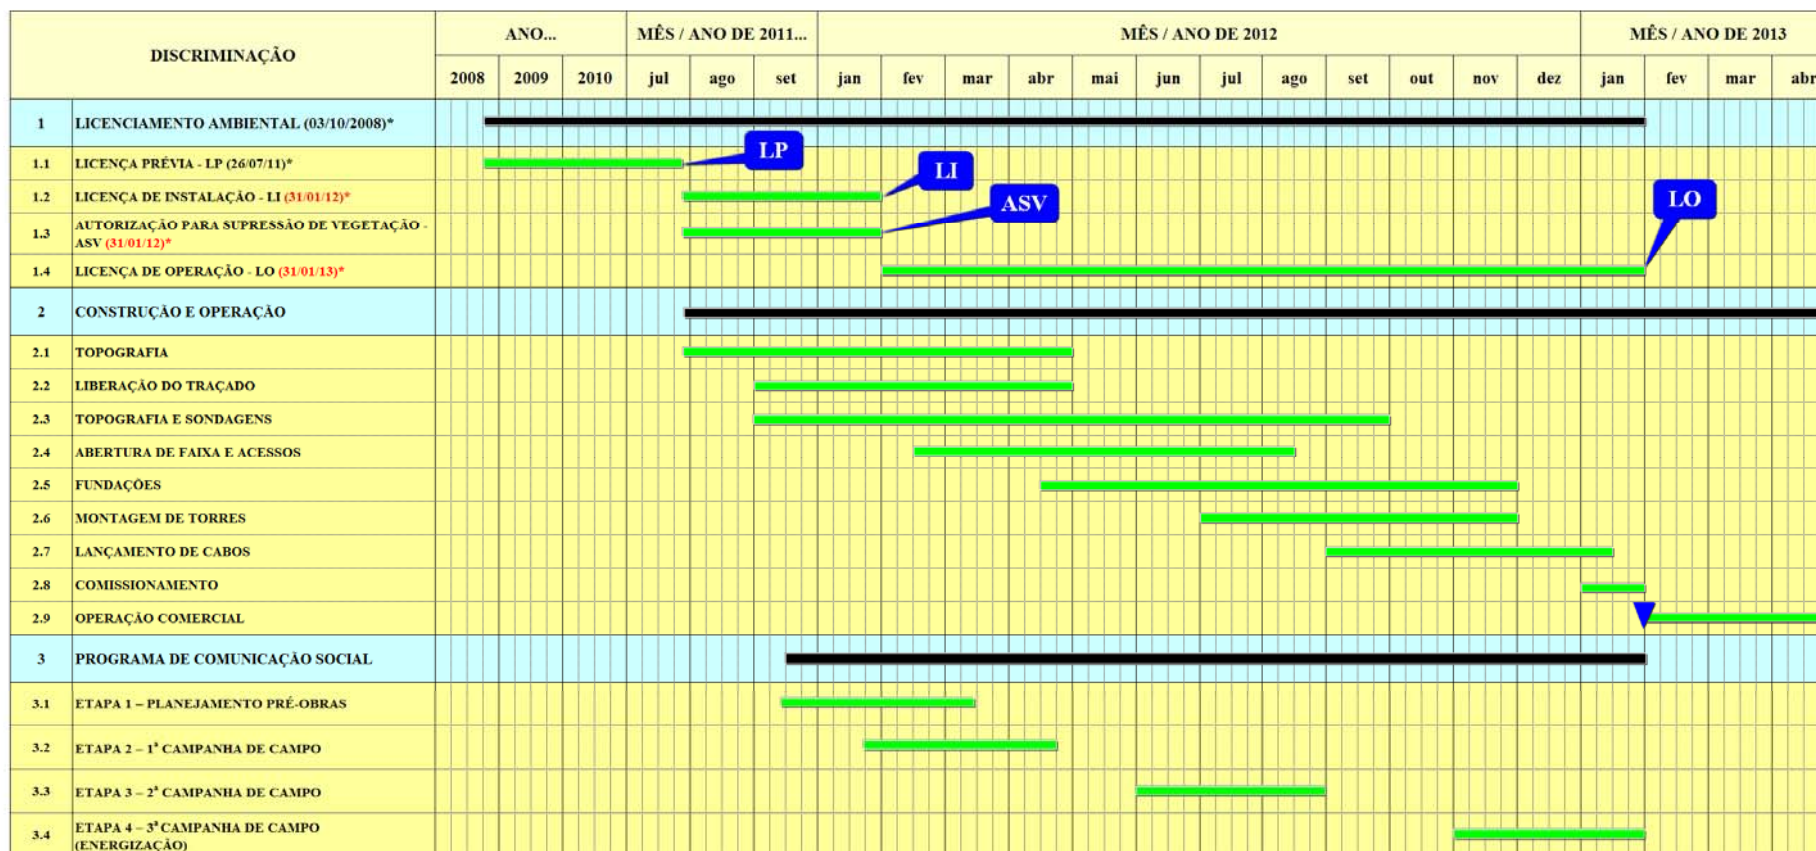 DISCRIMINAÇÃO
ANO...
MÊS / ANO DE 2011...
MÊS / ANO DE 2012
MÊS / ANO DE 2013
2008 2009 2010 jul ago set jan fev mar abr mai jun jul ago set out nov dez jan fev mar abr
1 LICENCIAMENTO AMBIENTAL (03/10/2008)*
1.1 LICENÇA PRÉVIA - LP (26/07/11)*
LP
1.2 LICENÇA DE INSTALAÇÃO - LI (31/01/12)*
LI
1.3 AUTORIZAÇÃO PARA SUPRESSÃO DE VEGETAÇÃO -
ASV (31/01/12)*
ASV
1.4 LICENÇA DE OPERAÇÃO - LO (31/01/13)*
LO
2 CONSTRUÇÃO E OPERAÇÃO
2.1 TOPOGRAFIA
2.2 LIBERAÇÃO DO TRAÇADO
2.3 TOPOGRAFIA E SONDAGENS
2.4 ABERTURA DE FAIXA E ACESSOS
2.5 FUNDAÇÕES
2.6 MONTAGEM DE TORRES
2.7 LANÇAMENTO DE CABOS
2.8 COMISSIONAMENTO
2.9 OPERAÇÃO COMERCIAL
3 PROGRAMA DE COMUNICAÇÃO SOCIAL
3.1 ETAPA 1 – PLANEJAMENTO PRÉ-OBRAS
3.2 ETAPA 2 – 1ª CAMPANHA DE CAMPO
3.3 ETAPA 3 – 2ª CAMPANHA DE CAMPO
3.4 ETAPA 4 – 3ª CAMPANHA DE CAMPO
(ENERGIZAÇÃO)